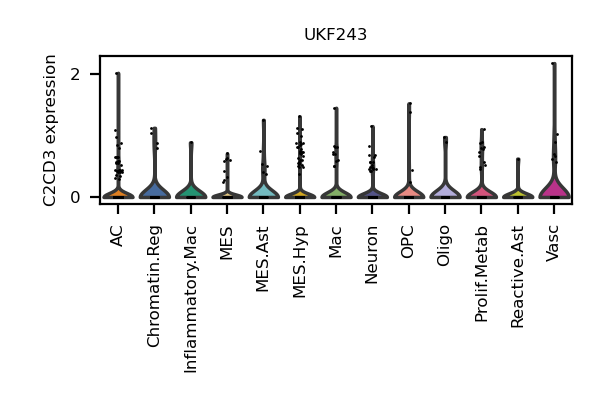 UKF243
C2CD3 expression
2
0
AC
Chromatin.Reg
Inflammatory.Mac
MES
MES.Ast
MES.Hyp
Mac
Neuron
OPC
Oligo
Prolif.Metab
Reactive.Ast
Vasc